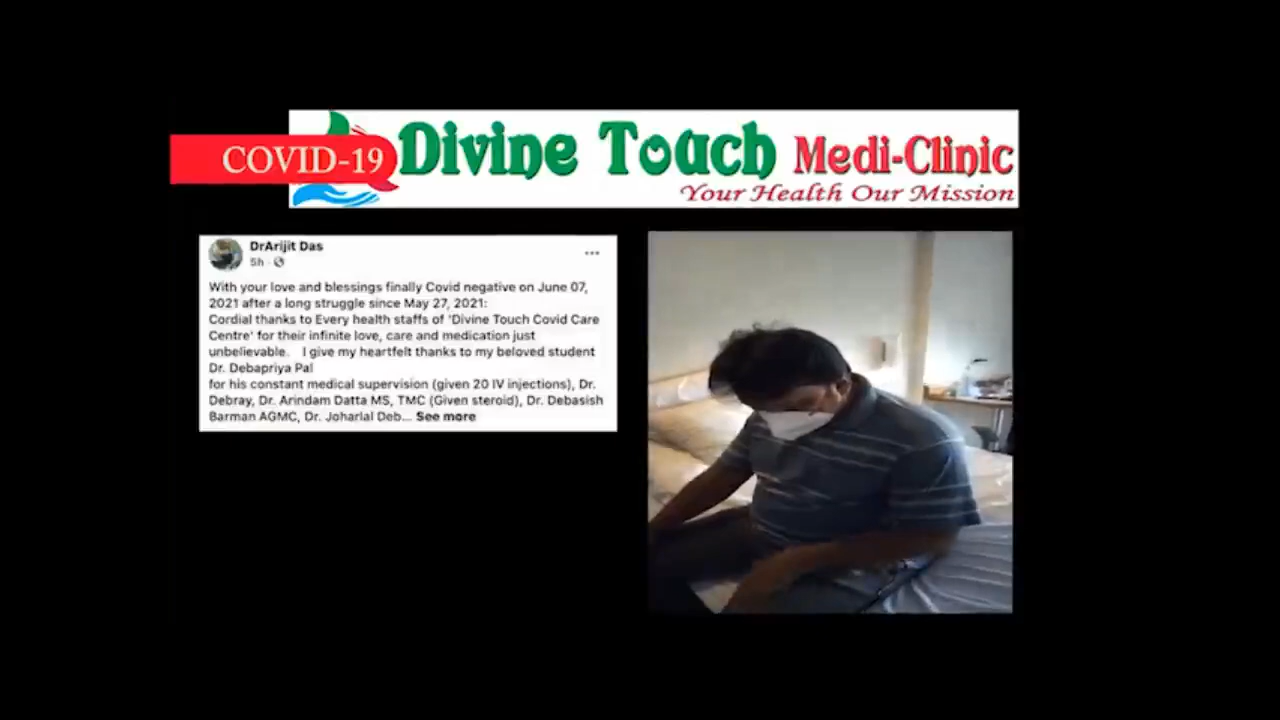 COVID-19
Divine Touch Medi-Clinic
Your Health Our Mission
DrArijit Das
5h ·
With your love and blessings finally Covid negative on June 07,
2021 after a long struggle since May 27, 2021:
Cordial thanks to Every health staffs of 'Divine Touch Covid Care
Centre' for their infinite love, care and medication just
unbelievable. I give my heartfelt thanks to my beloved student
Dr. Debapriya Pal
for his constant medical supervision (given 20 IV injections), Dr.
Debray, Dr. Arindam Datta MS, TMC (Given steroid), Dr. Debasish
Barman AGMC, Dr. Joharlal Deb... See more